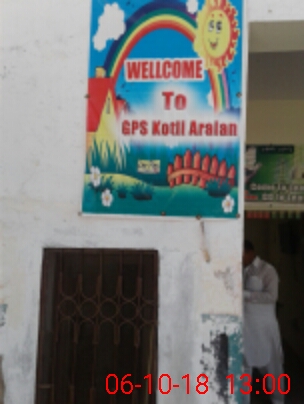 WELLCOME
To
GPS Kotli Araian
06-10-18 13:00